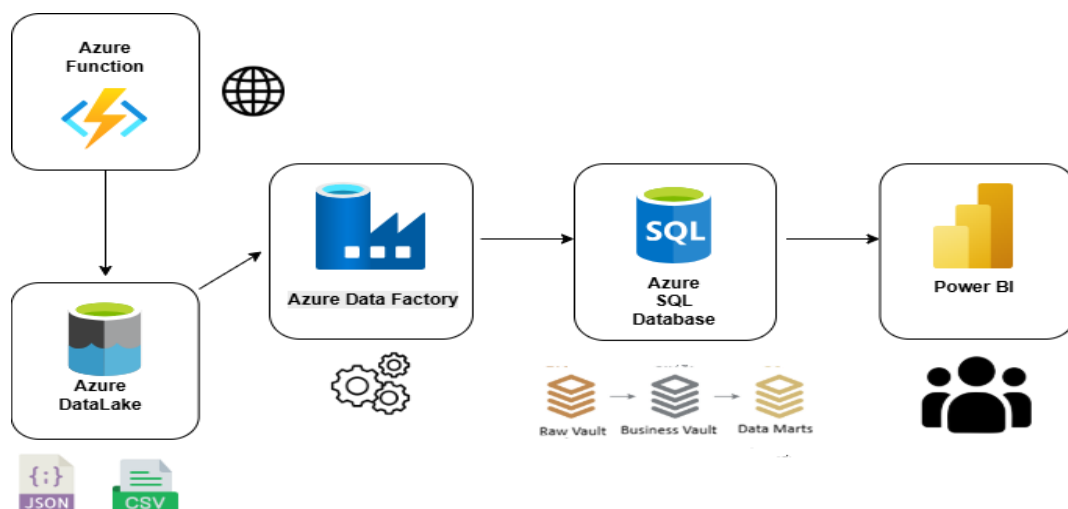 Azure
Function
Azure Data Factory
SQL
Azure
SQL
Database
Power BI
Azure
DataLake
Raw Vault
Business Vault
Data Marts
{;}
JSON
CSV